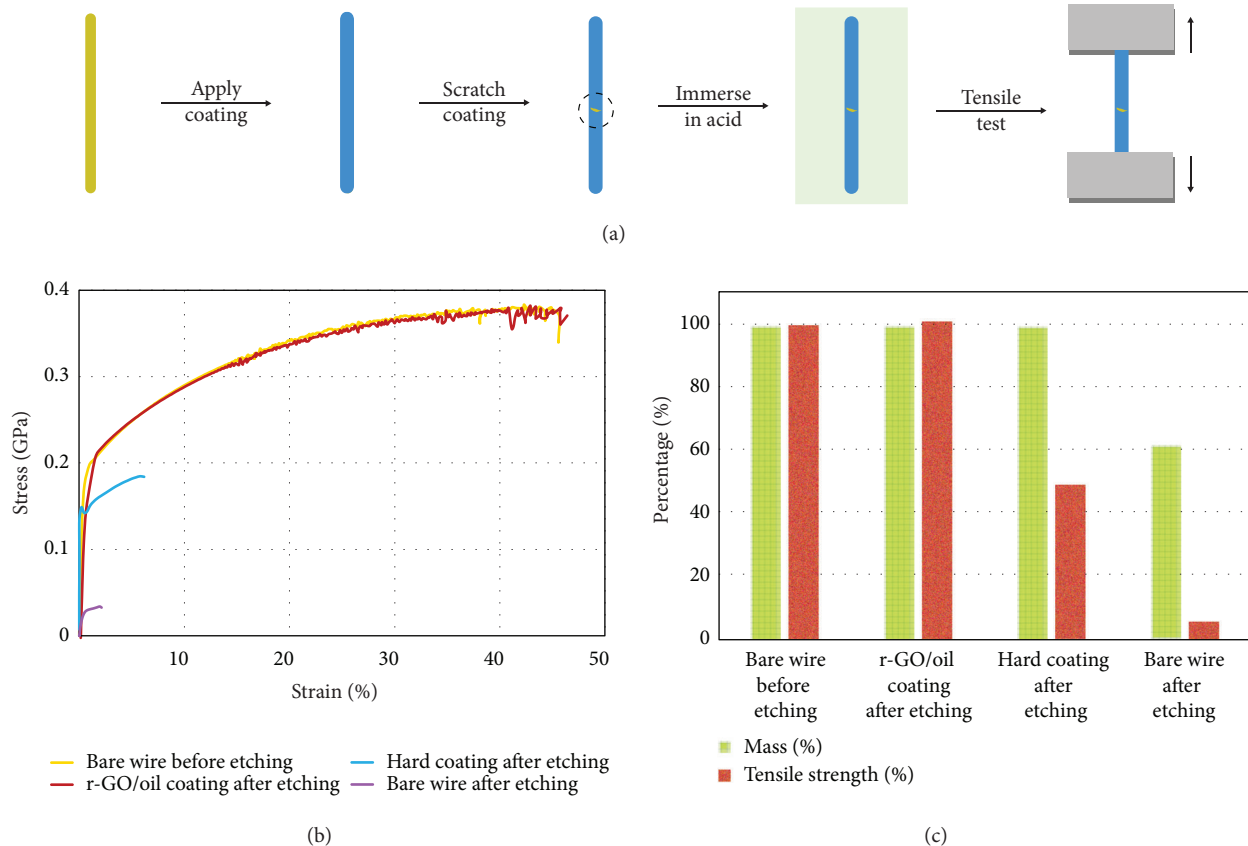 Apply
coating
Scratch
coating
Immerse
in acid
Tensile
test
(a)
0.4
0.3
0.2
0.1
0
Stress (GPa)
10
20
30
40
50
Strain (%)
Bare wire before etching
r-GO/oil coating after etching
Hard coating after etching
Bare wire after etching
(b)
100
80
60
40
20
0
Percentage (%)
Bare wire
before
etching
r-GO/oil
coating
after etching
Hard coating
after
etching
Bare wire
after
etching
Mass (%)
Tensile strength (%)
(c)